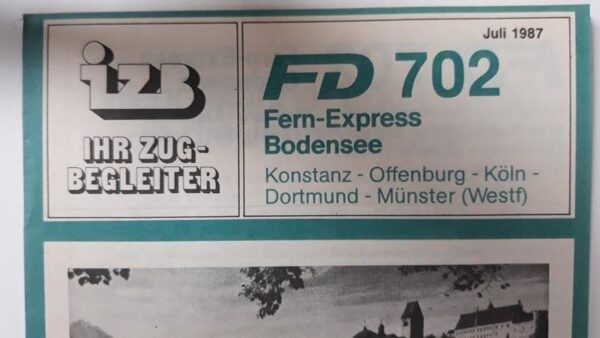 izb
IHR ZUG-
BEGLEITER
Juli 1987
FD 702
Fern-Express
Bodensee
Konstanz - Offenburg - Köln -
Dortmund - Münster (Westf)